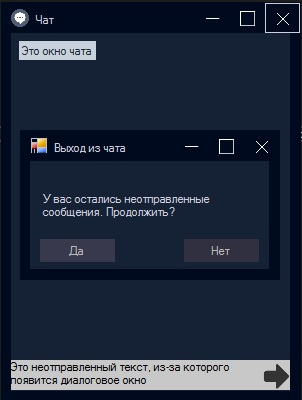 Чат
Это окно чата
Выход из чата
У вас остались неотправленные
сообщения. Продолжить?
Да
Нет
Это неотправленный текст, из-за которого
появится диалоговое окно